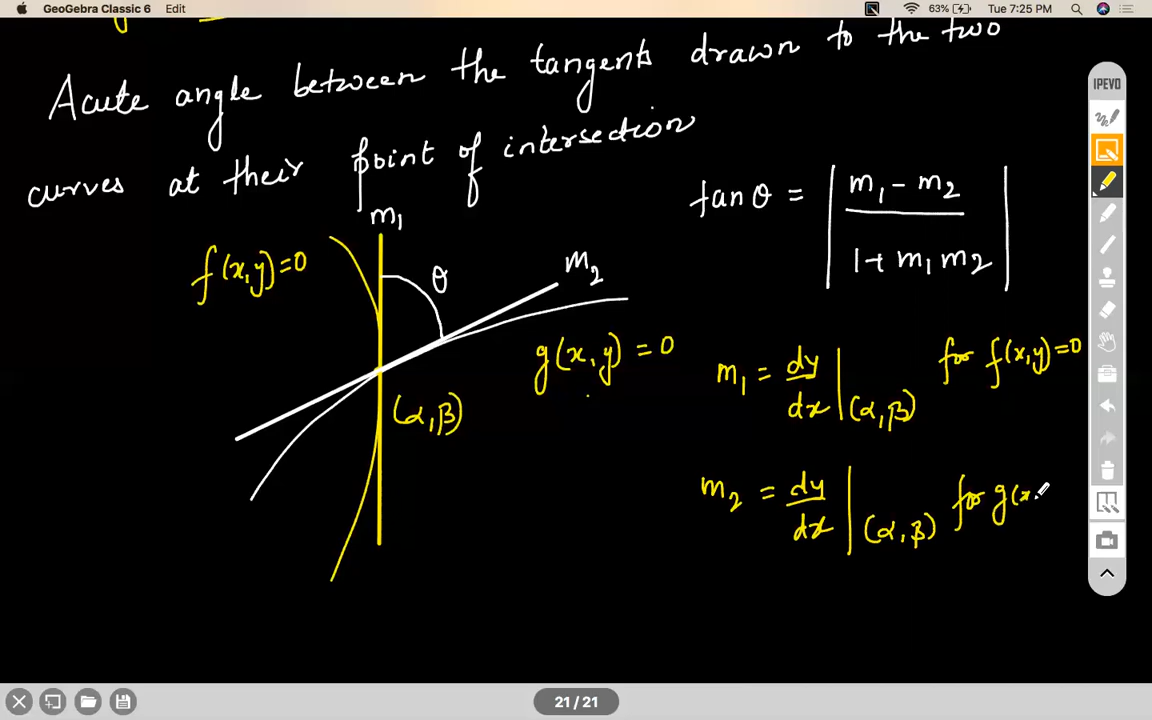 GeoGebra Classic 6 Edit 63% Tue 7:25 PM
Acute angle between the tangents drawn to the two
curves at their point of intersection
tan θ = | m₁ - m₂ / 1 + m₁ m₂ |
m₁
f(x,y)=0
θ
m₂
g(x,y) = 0
(α,β)
m₁ = dy/dx |(α,β) for f(x,y)=0
m₂ = dy/dx |(α,β) for g(x
IPEVO
21 / 21